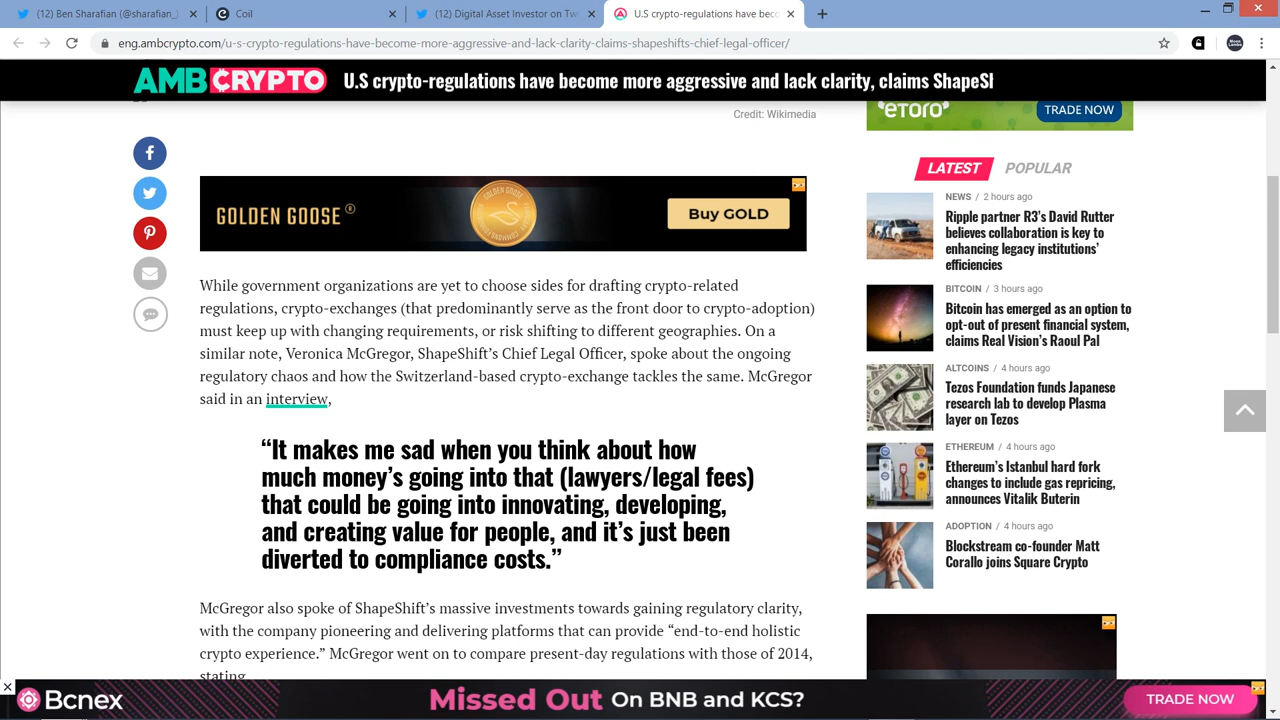 (12) Ben Sharafian (@sharafian_)
Coil
(12) Digital Asset Investor on Tw
U.S crypto-regulations have beco
eng.ambcrypto.com/u-s-crypto-regulations-have-become-more-aggressive-and-lack-clarity-claims-shapeshifts-chief-legal-officer/
AMBCRYPTO U.S crypto-regulations have become more aggressive and lack clarity, claims ShapeSl
Credit: Wikimedia
eToro
TRADE NOW
LATEST POPULAR
GOLDEN GOOSE®
Buy GOLD
While government organizations are yet to choose sides for drafting crypto-related
regulations, crypto-exchanges (that predominantly serve as the front door to crypto-adoption)
must keep up with changing requirements, or risk shifting to different geographies. On a
similar note, Veronica McGregor, ShapeShift’s Chief Legal Officer, spoke about the ongoing
regulatory chaos and how the Switzerland-based crypto-exchange tackles the same. McGregor
said in an interview,
“It makes me sad when you think about how
much money’s going into that (lawyers/legal fees)
that could be going into innovating, developing,
and creating value for people, and it’s just been
diverted to compliance costs.”
McGregor also spoke of ShapeShift’s massive investments towards gaining regulatory clarity,
with the company pioneering and delivering platforms that can provide “end-to-end holistic
crypto experience.” McGregor went on to compare present-day regulations with those of 2014,
stating
NEWS / 2 hours ago
Ripple partner R3’s David Rutter
believes collaboration is key to
enhancing legacy institutions’
efficiencies
BITCOIN / 3 hours ago
Bitcoin has emerged as an option to
opt-out of present financial system,
claims Real Vision’s Raoul Pal
ALTCOINS / 4 hours ago
Tezos Foundation funds Japanese
research lab to develop Plasma
layer on Tezos
ETHEREUM / 4 hours ago
Ethereum’s Istanbul hard fork
changes to include gas repricing,
announces Vitalik Buterin
ADOPTION / 4 hours ago
Blockstream co-founder Matt
Corallo joins Square Crypto
Bcnex
Missed Out On BNB and KCS?
TRADE NOW